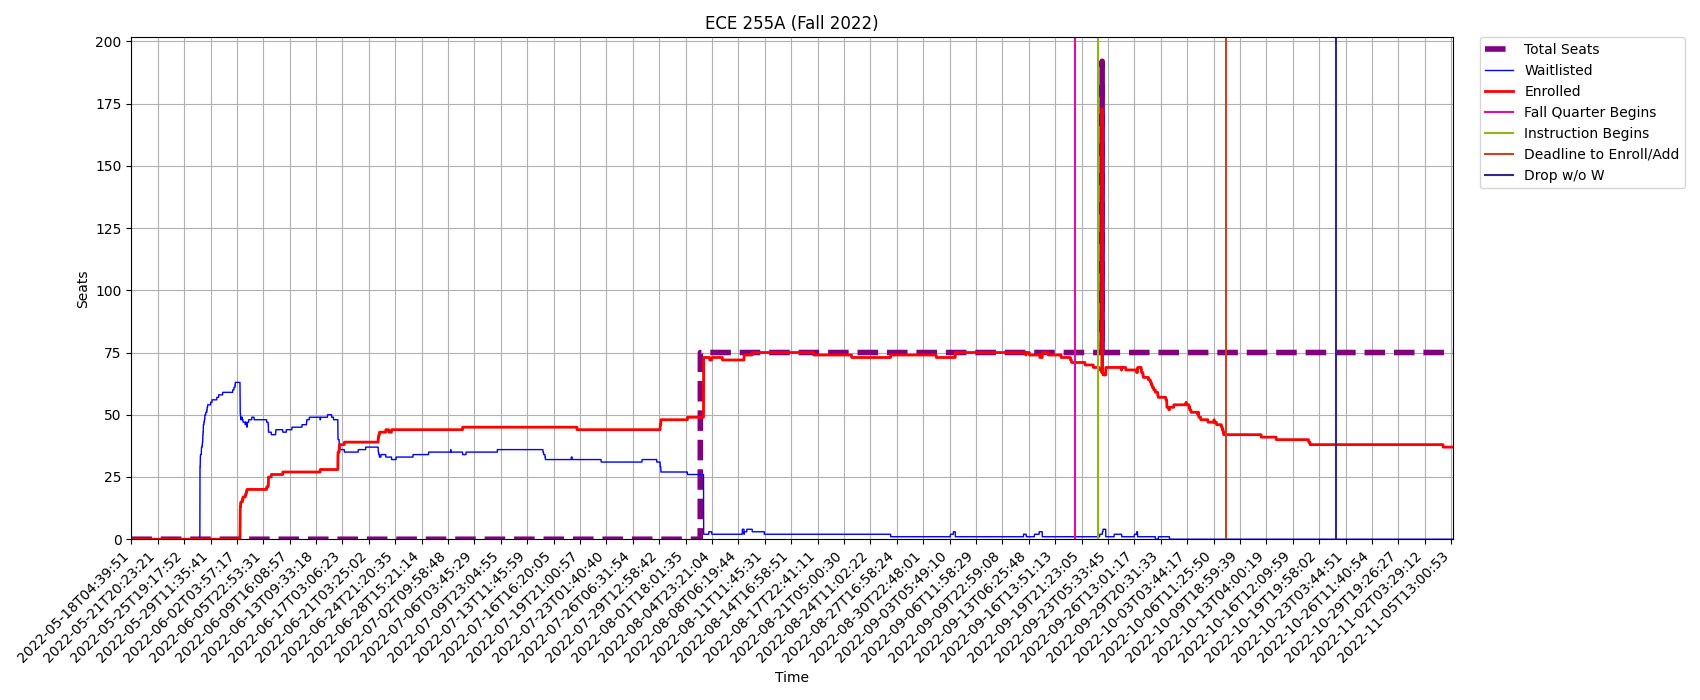 ECE 255A (Fall 2022)
200
175
150
125
100
75
50
25
0
Seats
Total Seats
Waitlisted
Enrolled
Fall Quarter Begins
Instruction Begins
Deadline to Enroll/Add
Drop w/o W
2022-05-18T04:39:51
2022-05-21T20:23:21
2022-05-25T19:17:52
2022-05-29T11:35:41
2022-06-02T03:57:17
2022-06-05T22:53:31
2022-06-09T16:08:57
2022-06-13T09:33:18
2022-06-17T03:06:23
2022-06-21T03:25:02
2022-06-24T21:20:35
2022-06-28T15:21:14
2022-07-02T09:58:48
2022-07-06T03:45:29
2022-07-09T23:04:55
2022-07-13T11:45:59
2022-07-16T16:20:05
2022-07-19T21:00:57
2022-07-23T01:40:40
2022-07-26T06:31:54
2022-07-29T12:58:42
2022-08-01T18:01:35
2022-08-04T23:21:04
2022-08-08T06:19:44
2022-08-11T11:45:31
2022-08-14T16:58:51
2022-08-17T22:41:11
2022-08-21T05:00:30
2022-08-24T11:02:22
2022-08-27T16:58:24
2022-08-30T22:48:01
2022-09-03T05:49:10
2022-09-06T11:58:29
2022-09-09T22:59:08
2022-09-13T06:25:48
2022-09-16T13:51:13
2022-09-19T21:23:05
2022-09-23T05:33:45
2022-09-26T13:01:17
2022-09-29T20:31:33
2022-10-03T03:44:17
2022-10-06T11:25:50
2022-10-09T18:59:39
2022-10-13T04:00:19
2022-10-16T12:09:59
2022-10-19T19:58:02
2022-10-23T03:44:51
2022-10-26T11:40:54
2022-10-29T19:26:27
2022-11-02T03:29:12
2022-11-05T13:00:53
Time